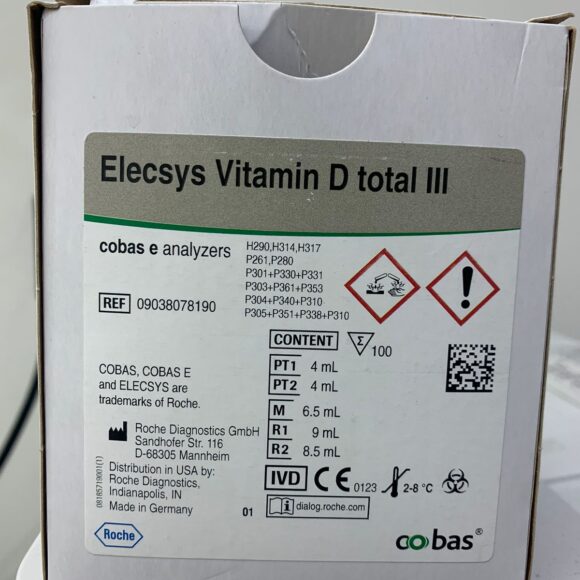 Elecsys Vitamin D total III
cobas e analyzers
REF 09038078190
H290,H314,H317
P261,P280
P301+P330+P331
P303+P361+P353
P304+P340+P310
P305+P351+P338+P310
CONTENT Σ 100
PT1 4 mL
PT2 4 mL
M 6.5 mL
R1 9 mL
R2 8.5 mL
COBAS, COBAS E
and ELECSYS are
trademarks of Roche.
Roche Diagnostics GmbH
Sandhofer Str. 116
D-68305 Mannheim
Distribution in USA by:
Roche Diagnostics,
Indianapolis, IN
Made in Germany
01
IVD CE 0123 2-8 °C
i dialog.roche.com
Roche
cobas®